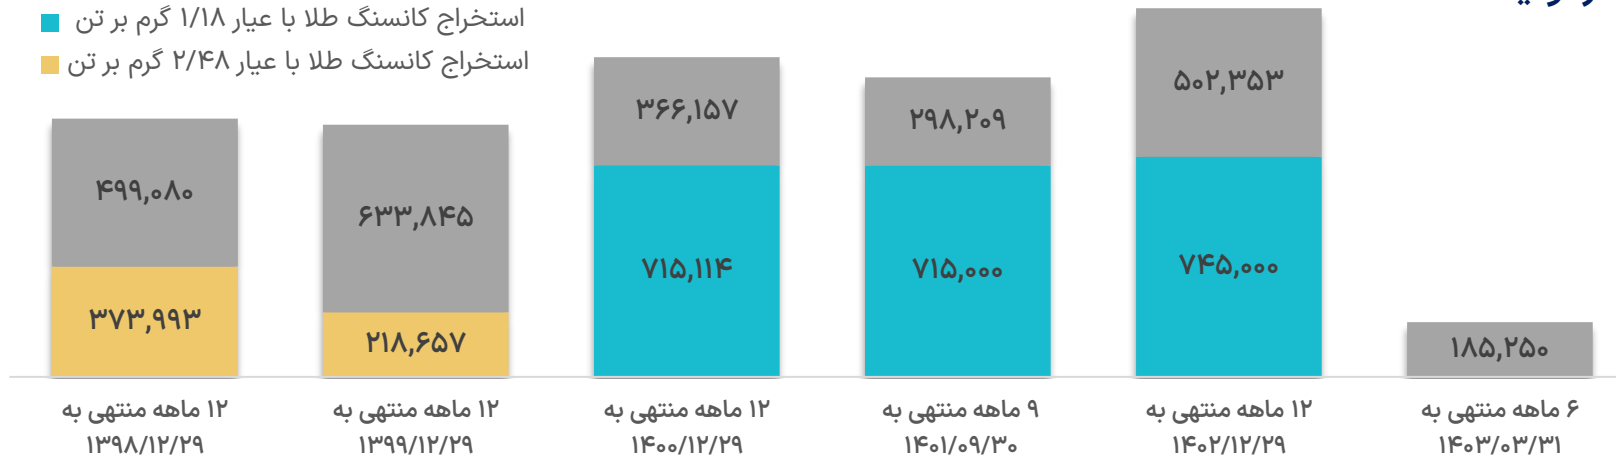 استخراج کانسنگ طلا با عیار ۱/۱۸ گرم بر تن
استخراج کانسنگ طلا با عیار ۲/۴۸ گرم بر تن
۴۹۹,۰۸۰
۳۷۳,۹۹۳
۱۲ ماهه منتهی به
۱۳۹۸/۱۲/۲۹
۶۳۳,۸۴۵
۲۱۸,۶۵۷
۱۲ ماهه منتهی به
۱۳۹۹/۱۲/۲۹
۳۶۶,۱۵۷
۷۱۵,۱۱۴
۱۲ ماهه منتهی به
۱۴۰۰/۱۲/۲۹
۲۹۸,۲۰۹
۷۱۵,۰۰۰
۹ ماهه منتهی به
۱۴۰۱/۰۹/۳۰
۵۰۲,۳۵۳
۷۴۵,۰۰۰
۱۲ ماهه منتهی به
۱۴۰۲/۱۲/۲۹
۱۸۵,۲۵۰
۶ ماهه منتهی به
۱۴۰۳/۰۳/۳۱